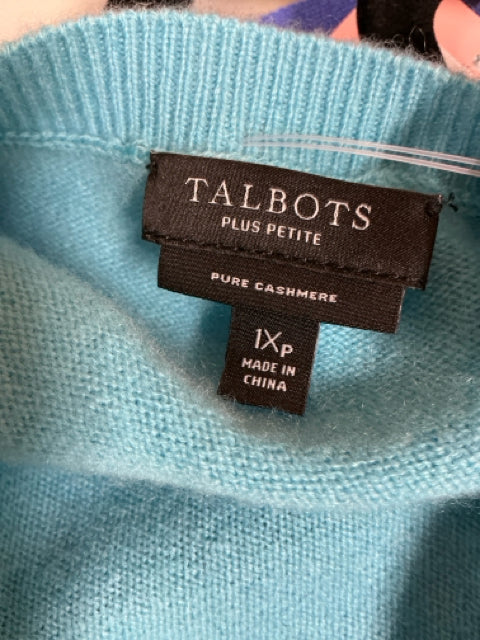 TALBOTS
PLUS PETITE
PURE CASHMERE
1XP
MADE IN
CHINA